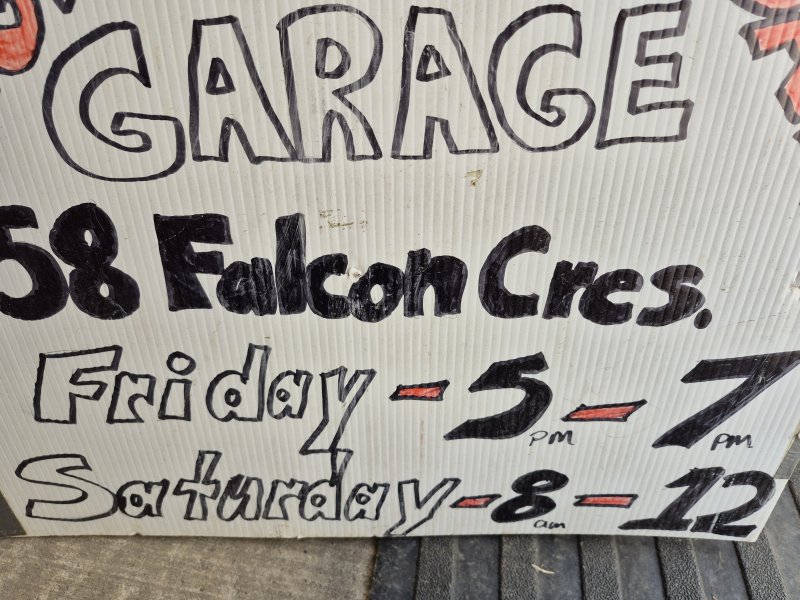 GARAGE
58 Falcon Cres.
Friday - 5 PM - 7 PM
Saturday - 8 am - 12